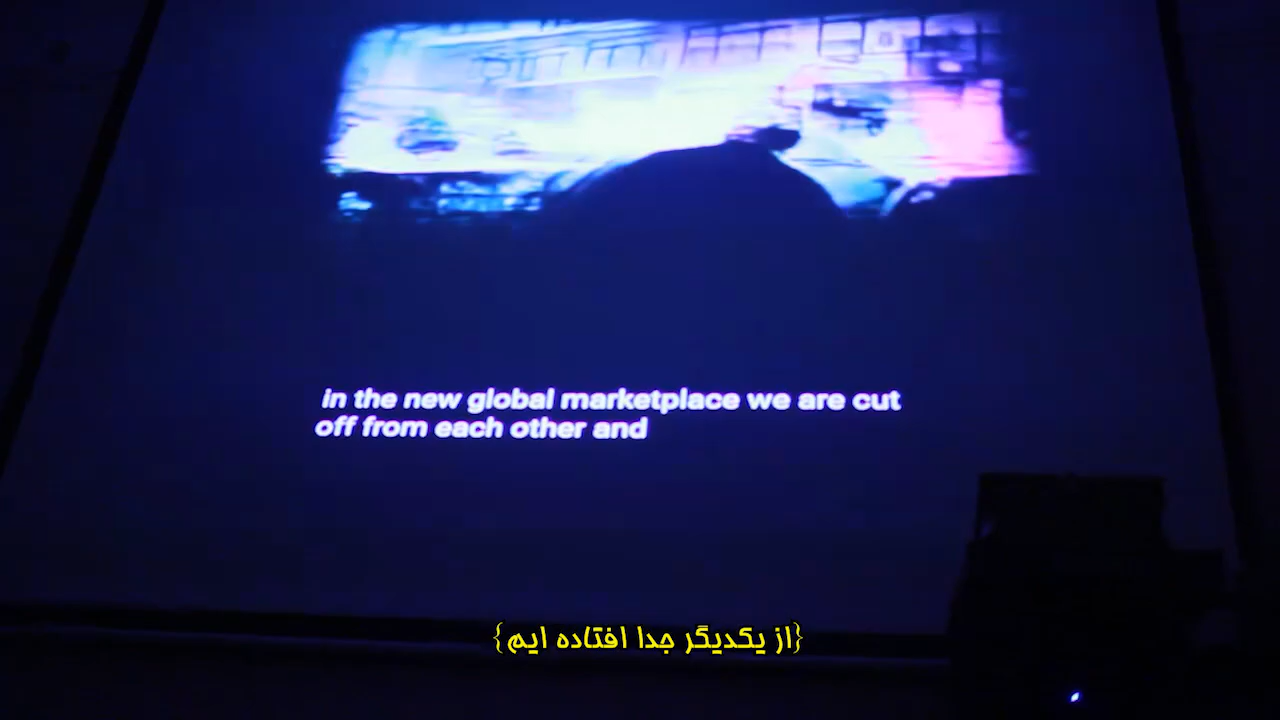 in the new global marketplace we are cut
off from each other and
{از یکدیگر جدا افتاده ایم}